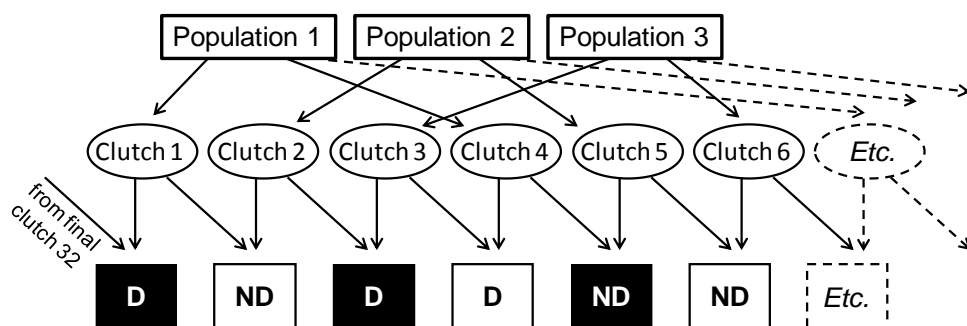 Population 1
Population 2
Population 3
Clutch 1
Clutch 2
Clutch 3
Clutch 4
Clutch 5
Clutch 6
Etc.
from final
clutch 32
D
ND
D
D
ND
ND
Etc.